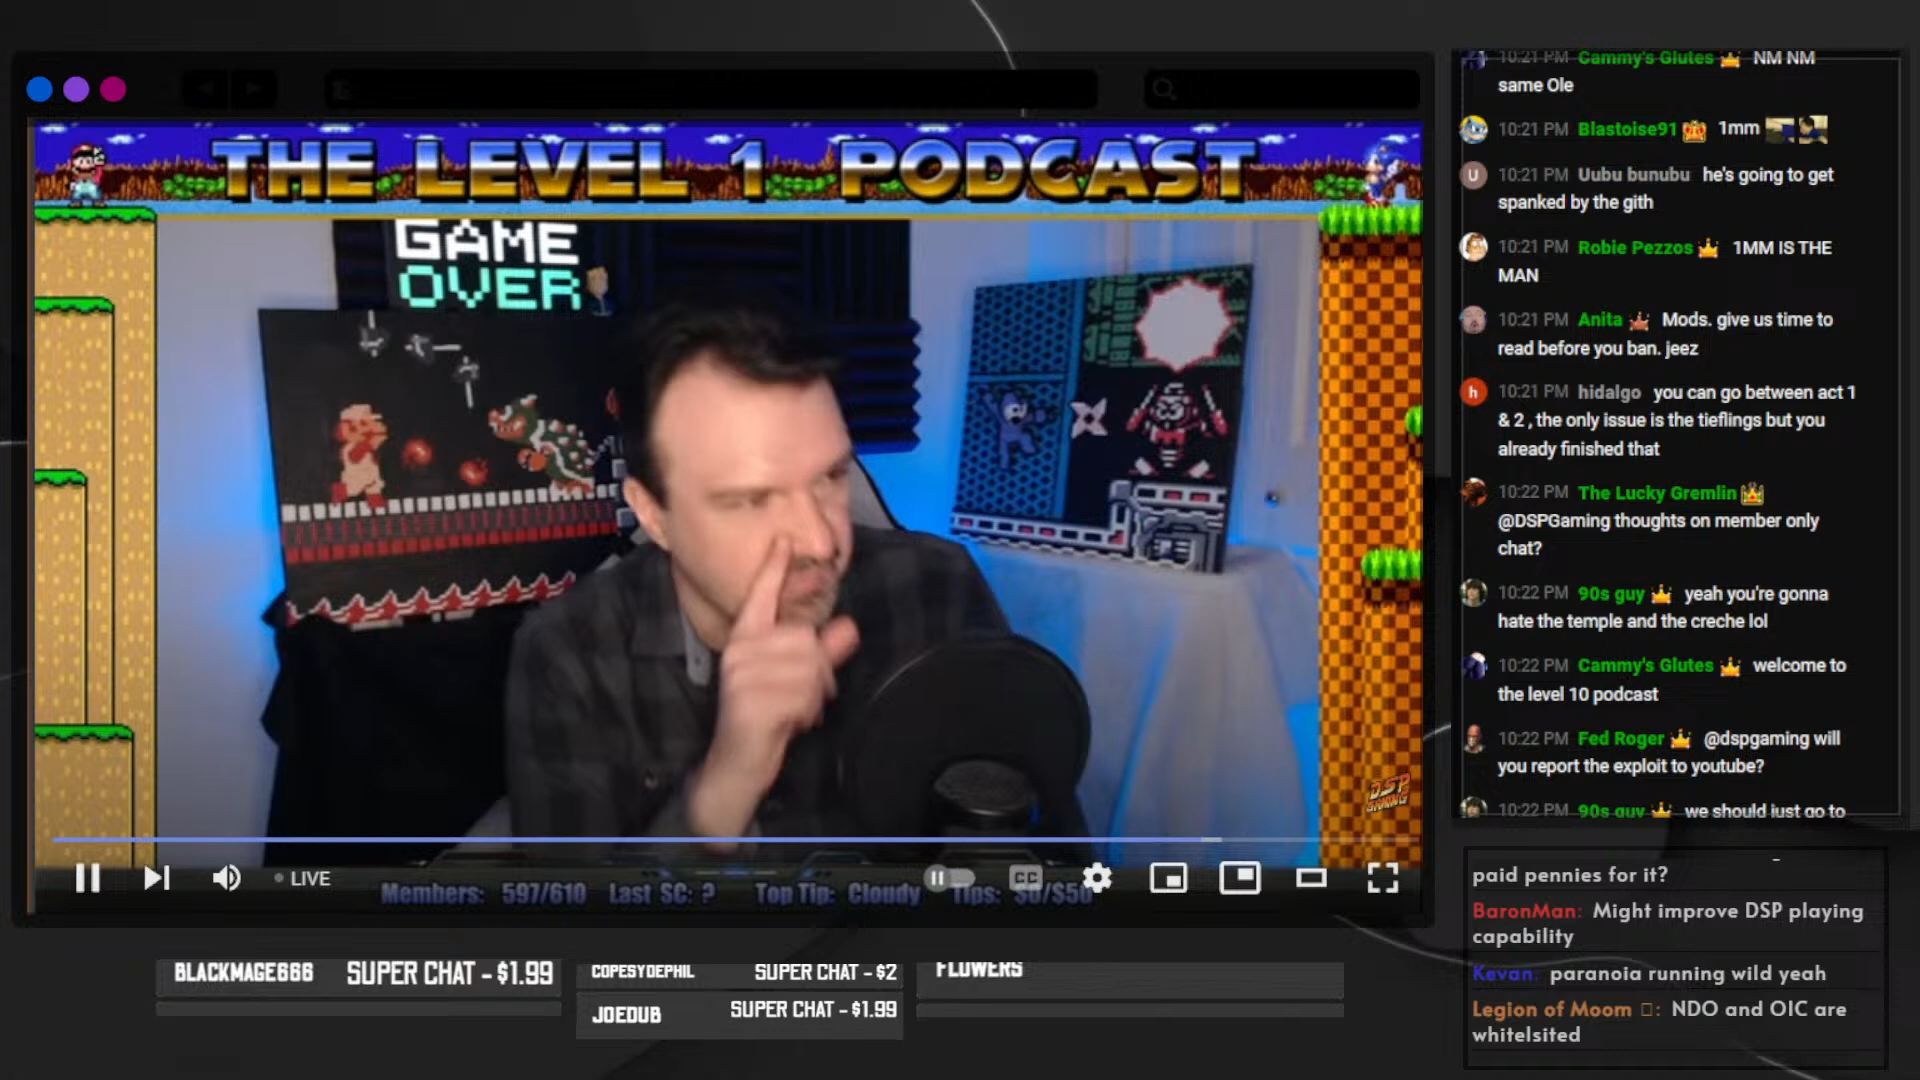 THE LEVEL 1 PODCAST
GAME
OVER
DSP
GAMING
LIVE
CC
Members: 597/610 Last SC: ? Top Tip: Cloudy Tips: $0/$50
BLACKMAGE666 SUPER CHAT - $1.99
COPESYDEPHIL SUPER CHAT - $2
JOEDUB SUPER CHAT - $1.99
FLOWERS
10:21 PM Cammy's Glutes NM NM
same Ole
10:21 PM Blastoise91 1mm
U 10:21 PM Uubu bunubu he's going to get
spanked by the gith
10:21 PM Robie Pezzos 1MM IS THE
MAN
10:21 PM Anita Mods. give us time to
read before you ban. jeez
h 10:21 PM hidalgo you can go between act 1
& 2 , the only issue is the tieflings but you
already finished that
10:22 PM The Lucky Gremlin
@DSPGaming thoughts on member only
chat?
10:22 PM 90s guy yeah you're gonna
hate the temple and the creche lol
10:22 PM Cammy's Glutes welcome to
the level 10 podcast
10:22 PM Fed Roger @dspgaming will
you report the exploit to youtube?
10:22 PM 90s guy we should just go to
paid pennies for it?
BaronMan: Might improve DSP playing
capability
Kevan: paranoia running wild yeah
Legion of Moom : NDO and OIC are
whitelsited